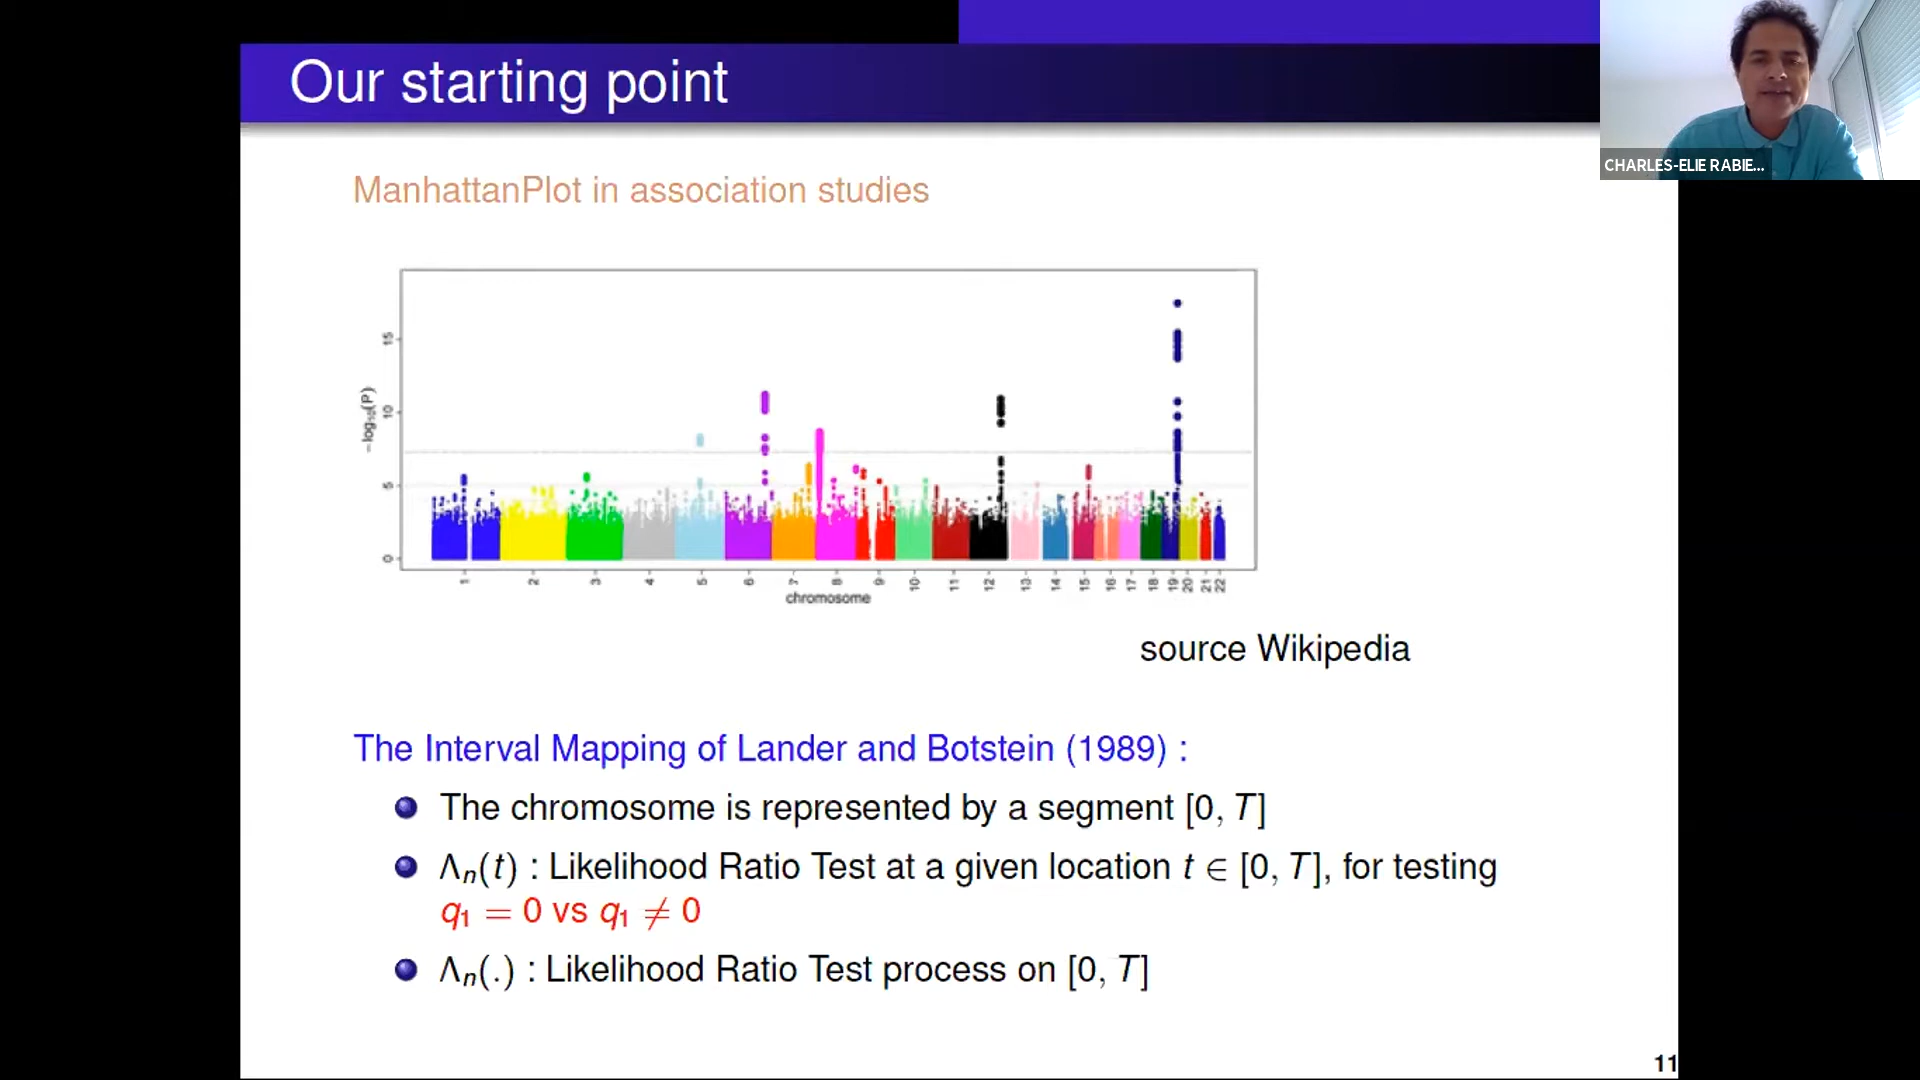 Our starting point
CHARLES-ELIE RABIE...
ManhattanPlot in association studies
−log₁₀(P)
15
10
5
0
1 2 3 4 5 6 7 8 9 10 11 12 13 14 15 16 17 18 19 20 21 22
chromosome
source Wikipedia
The Interval Mapping of Lander and Botstein (1989) :
The chromosome is represented by a segment [0, T]
Λₙ(t) : Likelihood Ratio Test at a given location t ∈ [0, T], for testing
q₁ = 0 vs q₁ ≠ 0
Λₙ(.) : Likelihood Ratio Test process on [0, T]
11